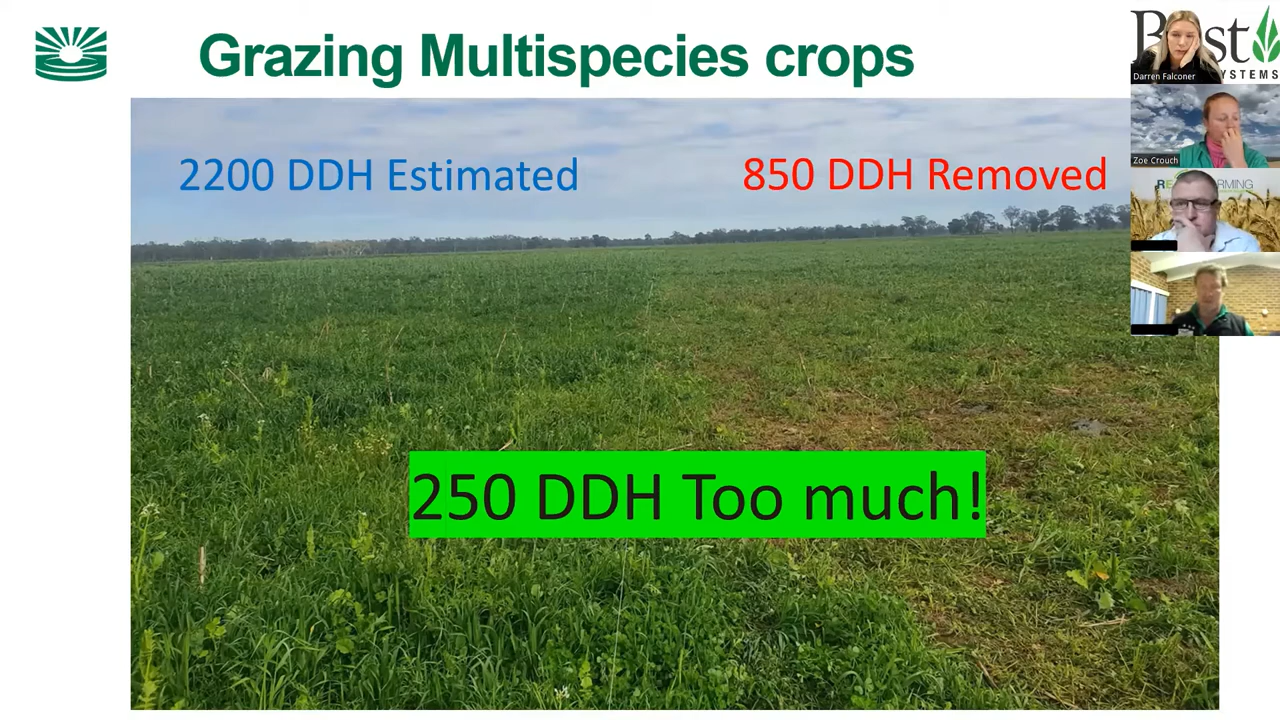 Grazing Multispecies crops
2200 DDH Estimated
850 DDH Removed
250 DDH Too much!
Darren Falconer
Zoe Crouch